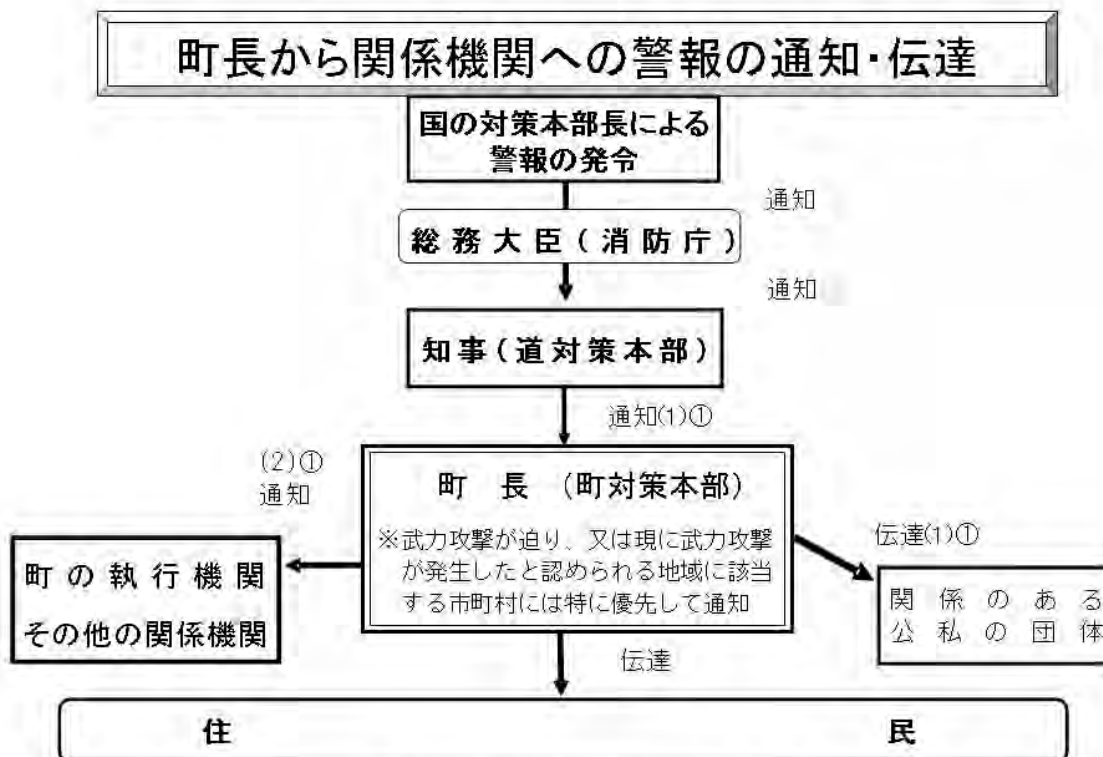 町長から関係機関への警報の通知・伝達
国の対策本部長による
警報の発令
通知
総務大臣(消防庁)
通知
知事(道対策本部)
通知(1)①
(2)①
通知
町長 (町対策本部)
※武力攻撃が迫り、又は現に武力攻撃
が発生したと認められる地域に該当
する市町村には特に優先して通知
伝達(1)①
町の執行機関
その他の関係機関
関係のある
公私の団体
伝達
住民